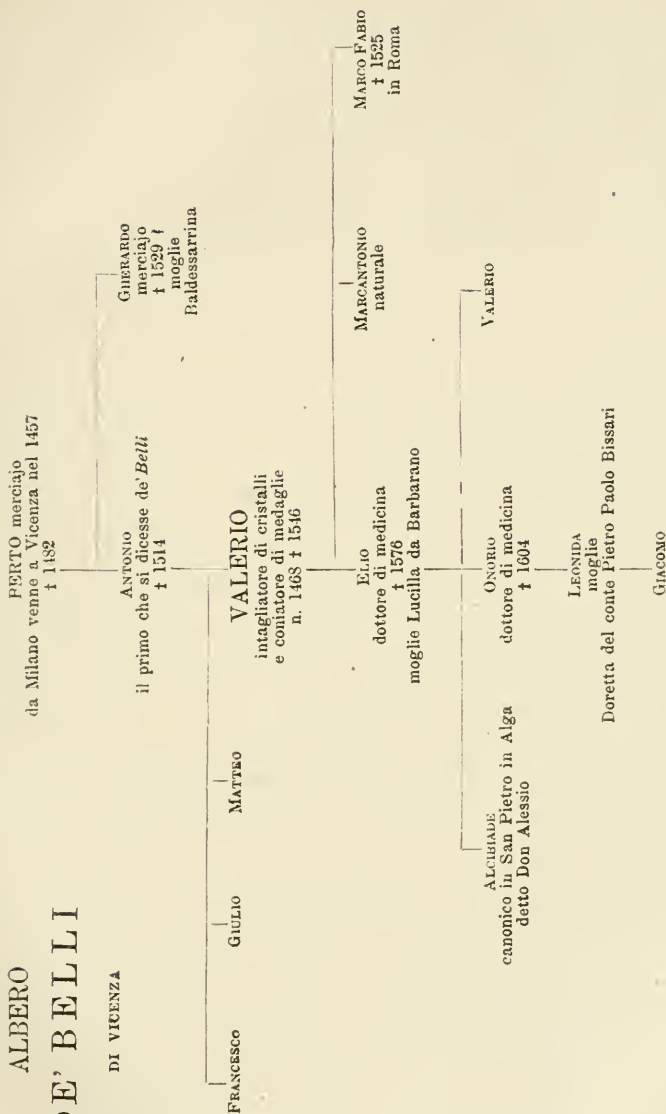 ALBERO
DE' BELLI
DI VICENZA
PERTO merciajo
da Milano venne a Vicenza nel 1457
† 1482
ANTONIO
il primo che si dicesse de' Belli
† 1514
GHERARDO
merciajo
† 1529
moglie
Baldessarrina
FRANCESCO
GIULIO
MATTEO
VALERIO
intagliatore di cristalli
e coniatore di medaglie
n. 1468 † 1546
ELIO
dottore di medicina
† 1576
moglie Lucilla da Barbarano
MARCANTONIO
naturale
MARCO FABIO
† 1525
in Roma
ALCIBIADE
canonico in San Pietro in Alga
detto Don Alessio
ONORIO
dottore di medicina
† 1604
VALERIO
LEONIDA
moglie
Doretta del conte Pietro Paolo Bissari
GIACOMO